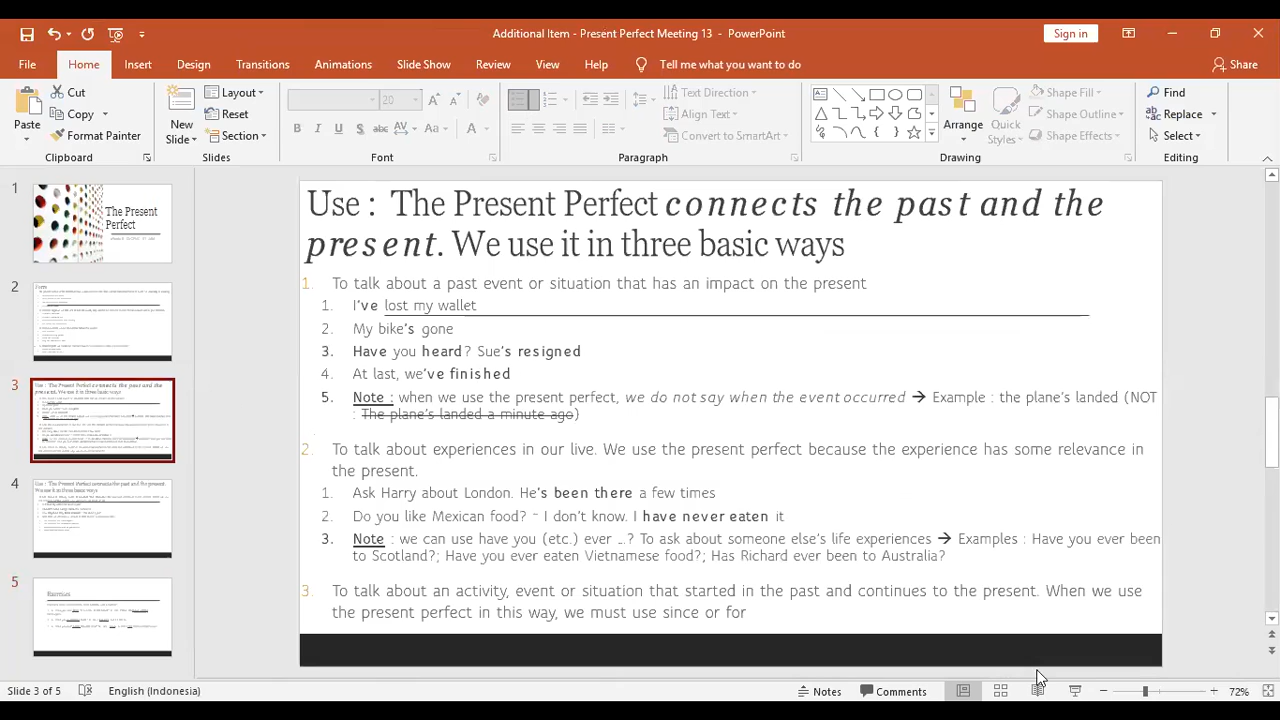 Additional Item - Present Perfect Meeting 13 - PowerPoint
Sign in
File Home Insert Design Transitions Animations Slide Show Review View Help Tell me what you want to do Share
Paste
Cut
Copy
Format Painter
Clipboard
New Slide
Layout
Reset
Section
Slides
20
Font
Text Direction
Align Text
Convert to SmartArt
Paragraph
Arrange
Quick Styles
Shape Fill
Shape Outline
Shape Effects
Drawing
Find
Replace
Select
Editing
1
The Present
Perfect
2
3
4
5
Exercises
Use : The Present Perfect connects the past and the
present. We use it in three basic ways
1. To talk about a past event or situation that has an impact on the present
1. I've lost my wallet
2. My bike's gone
3. Have you heard? Sue's resigned
4. At last, we've finished
5. Note : when we use the present perfect, we do not say when the event occurred → Example : the plane's landed (NOT
: The plane's landed a minute ago)
2. To talk about experiences in our live. We use the present perfect because the experience has some relevance in
the present.
1. Ask Harry about been there a few times
2. Do you like Mexican I don't know. I have never
3. Note : we can use have you (etc.) ever …? To ask about someone else's life experiences → Examples : Have you ever been
to Scotland?; Have you ever eaten Vietnamese food?; Has Richard ever been to Australia?
3. To talk about an activity, event or situation that started in the past and continues to the present. When we use
the present perfect in this way, we must use since or for
Slide 3 of 5 English (Indonesia) Notes Comments 72%